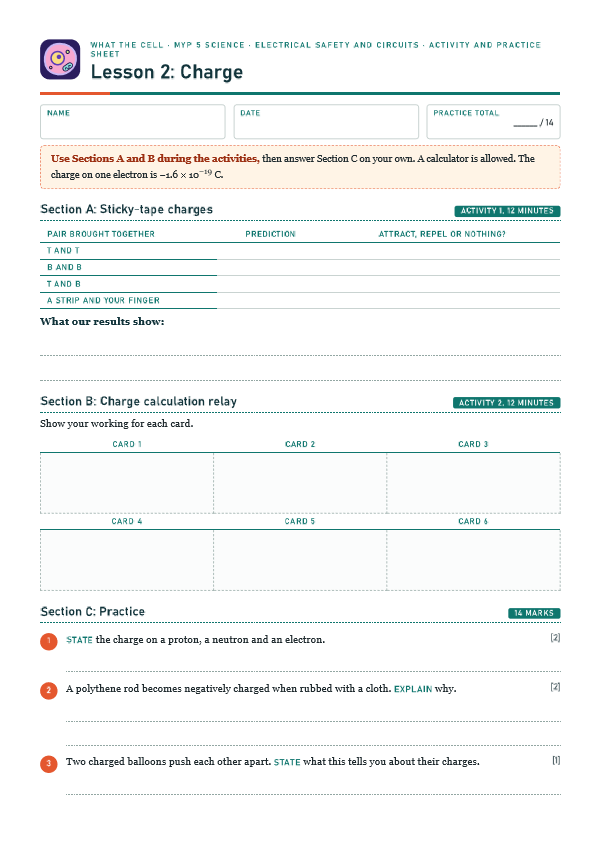 WHAT THE CELL · MYP 5 SCIENCE · ELECTRICAL SAFETY AND CIRCUITS · ACTIVITY AND PRACTICE
SHEET
Lesson 2: Charge
NAME
DATE
PRACTICE TOTAL
_____ / 14
Use Sections A and B during the activities, then answer Section C on your own. A calculator is allowed. The
charge on one electron is −1.6 × 10⁻¹⁹ C.
Section A: Sticky-tape charges
ACTIVITY 1, 12 MINUTES
PAIR BROUGHT TOGETHER PREDICTION ATTRACT, REPEL OR NOTHING?
T AND T
B AND B
T AND B
A STRIP AND YOUR FINGER
What our results show:
Section B: Charge calculation relay
ACTIVITY 2, 12 MINUTES
Show your working for each card.
CARD 1 CARD 2 CARD 3
CARD 4 CARD 5 CARD 6
Section C: Practice
14 MARKS
1 STATE the charge on a proton, a neutron and an electron. [2]
2 A polythene rod becomes negatively charged when rubbed with a cloth. EXPLAIN why. [2]
3 Two charged balloons push each other apart. STATE what this tells you about their charges. [1]